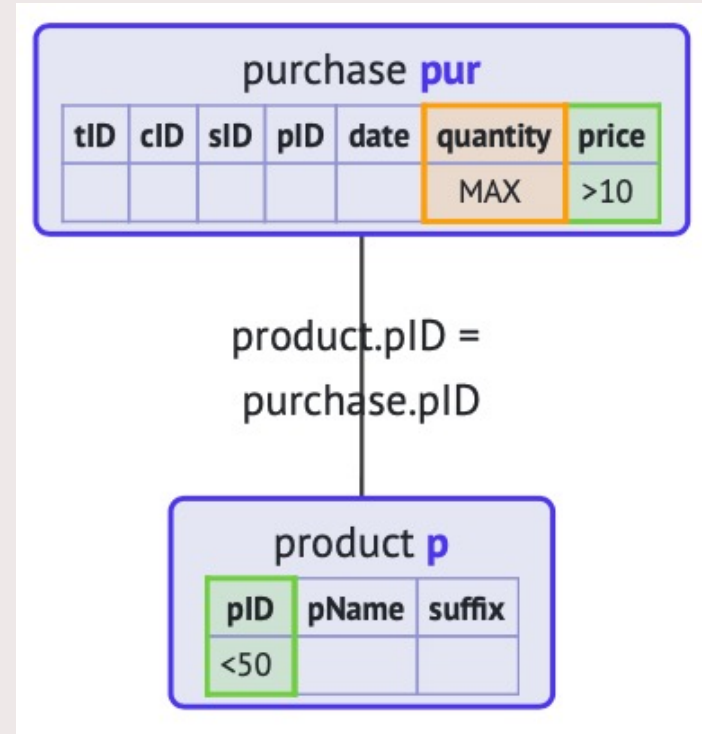 purchase pur
tID cID sID pID date quantity price
MAX >10
product.pID =
purchase.pID
product p
pID pName suffix
<50